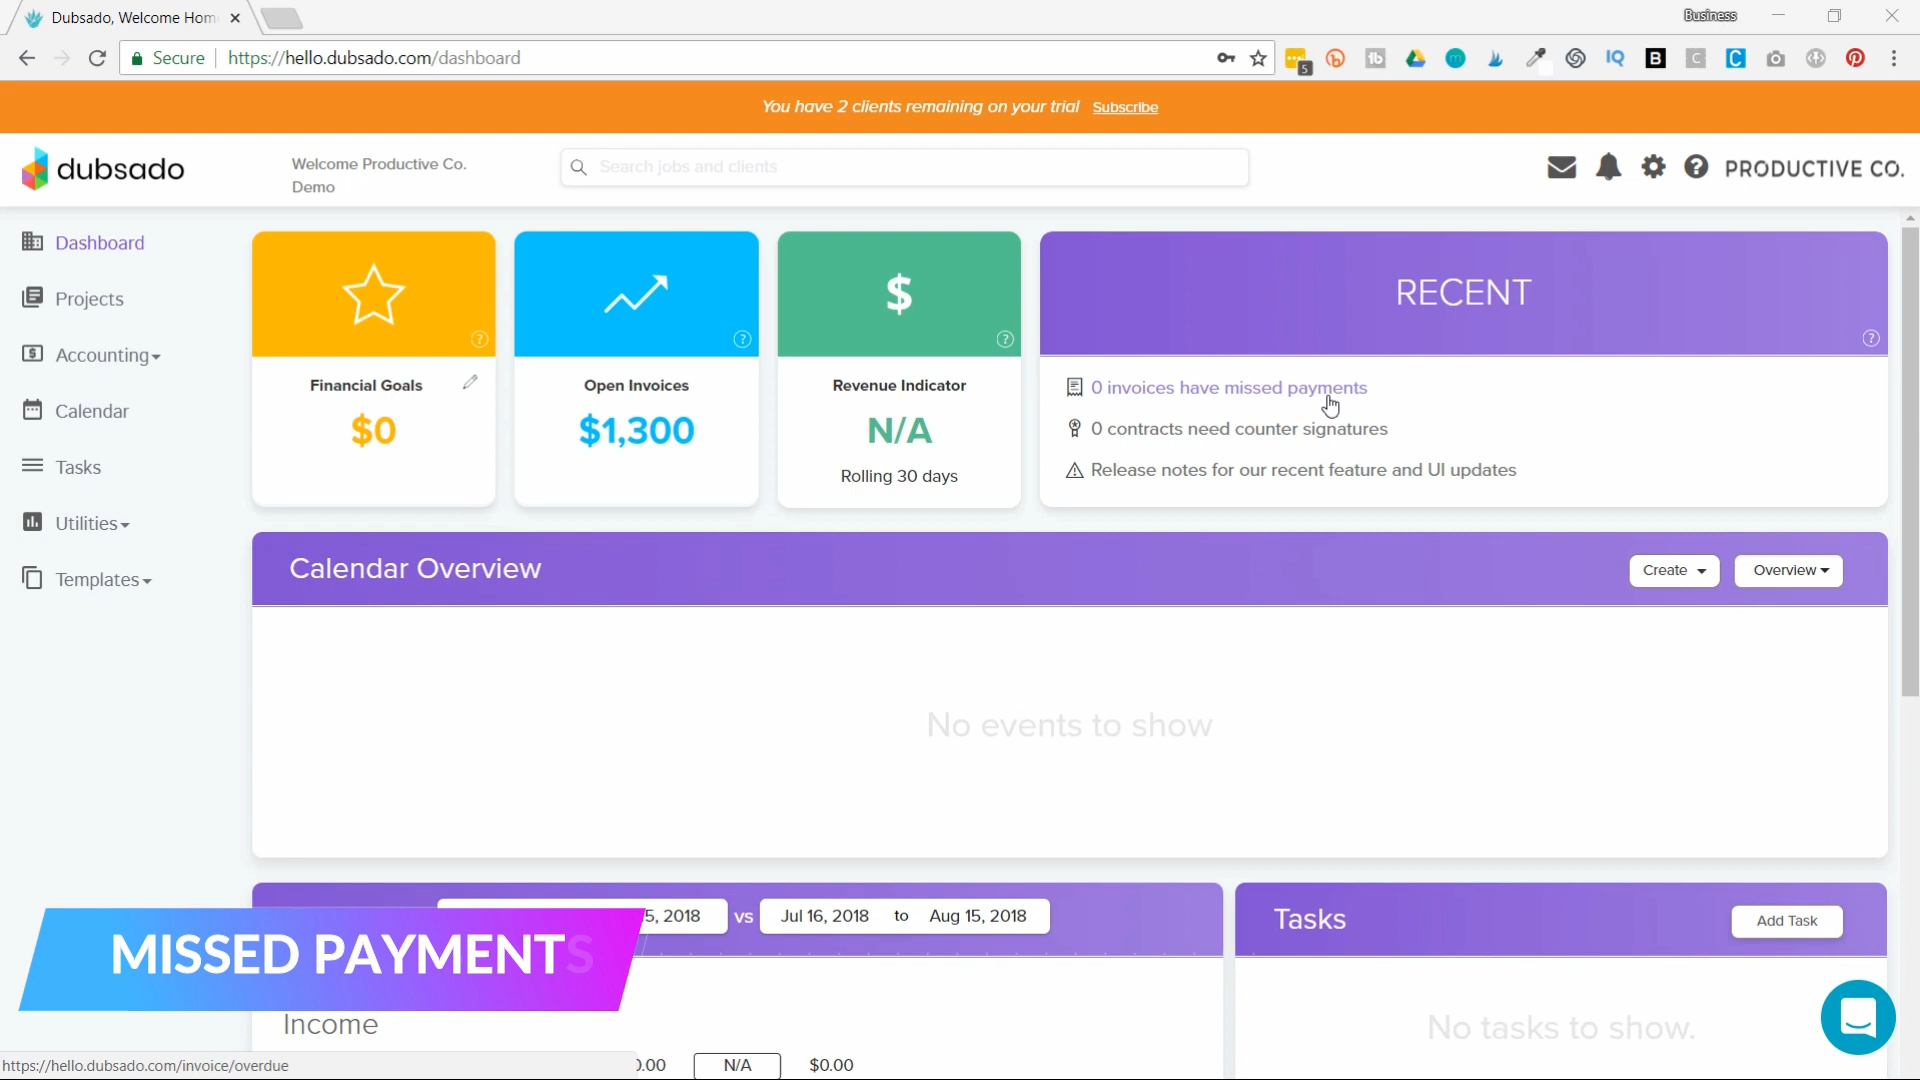 Dubsado, Welcome Hom
Business
Secure
https://hello.dubsado.com/dashboard
5
You have 2 clients remaining on your trial Subscribe
dubsado
Welcome Productive Co.
Demo
Search jobs and clients
PRODUCTIVE CO.
Dashboard
Projects
Accounting
Calendar
Tasks
Utilities
Templates
Financial Goals
$0
Open Invoices
$1,300
$
Revenue Indicator
N/A
Rolling 30 days
RECENT
0 invoices have missed payments
0 contracts need counter signatures
Release notes for our recent feature and UI updates
Calendar Overview
Create
Overview
No events to show
5, 2018 vs Jul 16, 2018 to Aug 15, 2018
Tasks
Add Task
MISSED PAYMENTS
Income
No tasks to show.
https://hello.dubsado.com/invoice/overdue
0.00 N/A $0.00